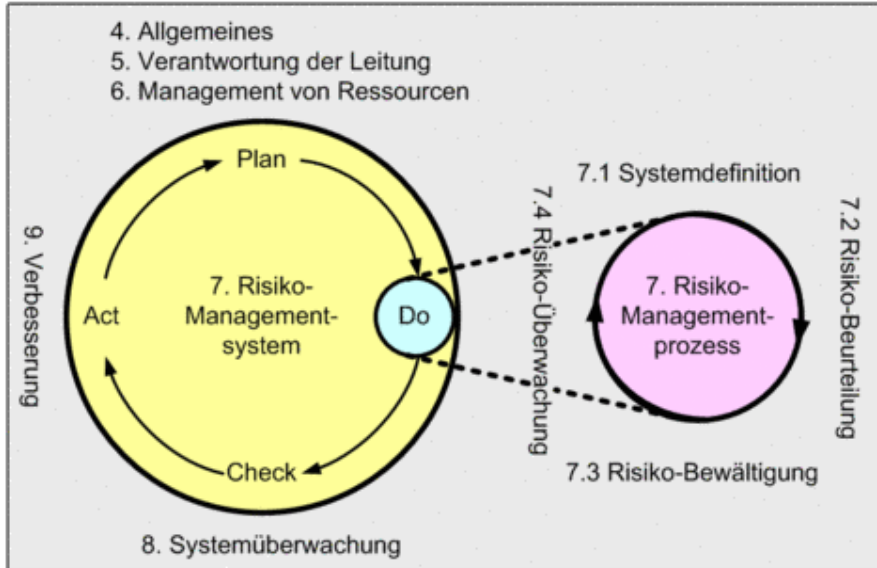 4. Allgemeines
5. Verantwortung der Leitung
6. Management von Ressourcen
Plan
Do
Check
Act
7. Risiko-
Management-
system
8. Systemüberwachung
9. Verbesserung
7.1 Systemdefinition
7.2 Risiko-Beurteilung
7.3 Risiko-Bewältigung
7.4 Risiko-Überwachung
7. Risiko-
Management-
prozess